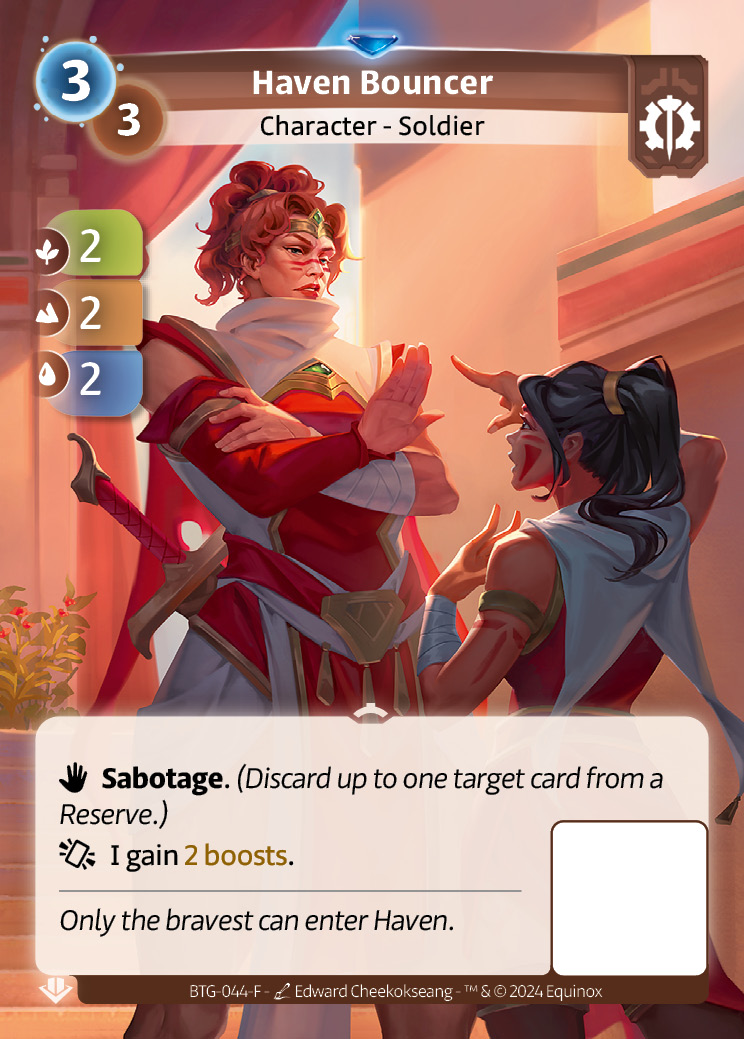 3
Haven Bouncer
3
Character - Soldier
2
2
2
Sabotage. (Discard up to one target card from a
Reserve.)
I gain 2 boosts.
Only the bravest can enter Haven.
BTG-044-F - Edward Cheekokseang - ™ & © 2024 Equinox